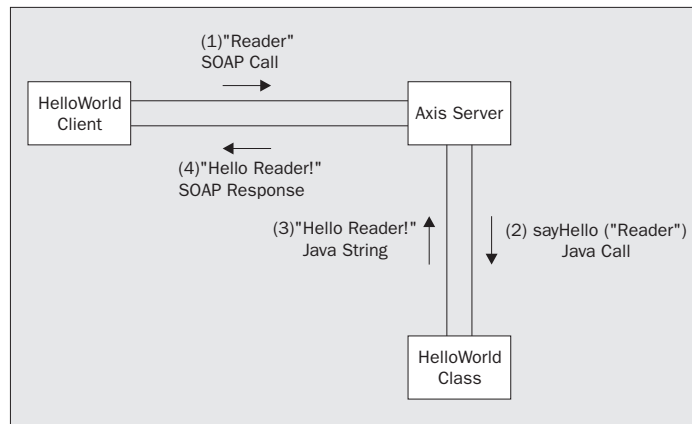 (1)"Reader"
SOAP Call
HelloWorld
Client
Axis Server
(4)"Hello Reader!"
SOAP Response
(3)"Hello Reader!"
Java String
(2) sayHello ("Reader")
Java Call
HelloWorld
Class